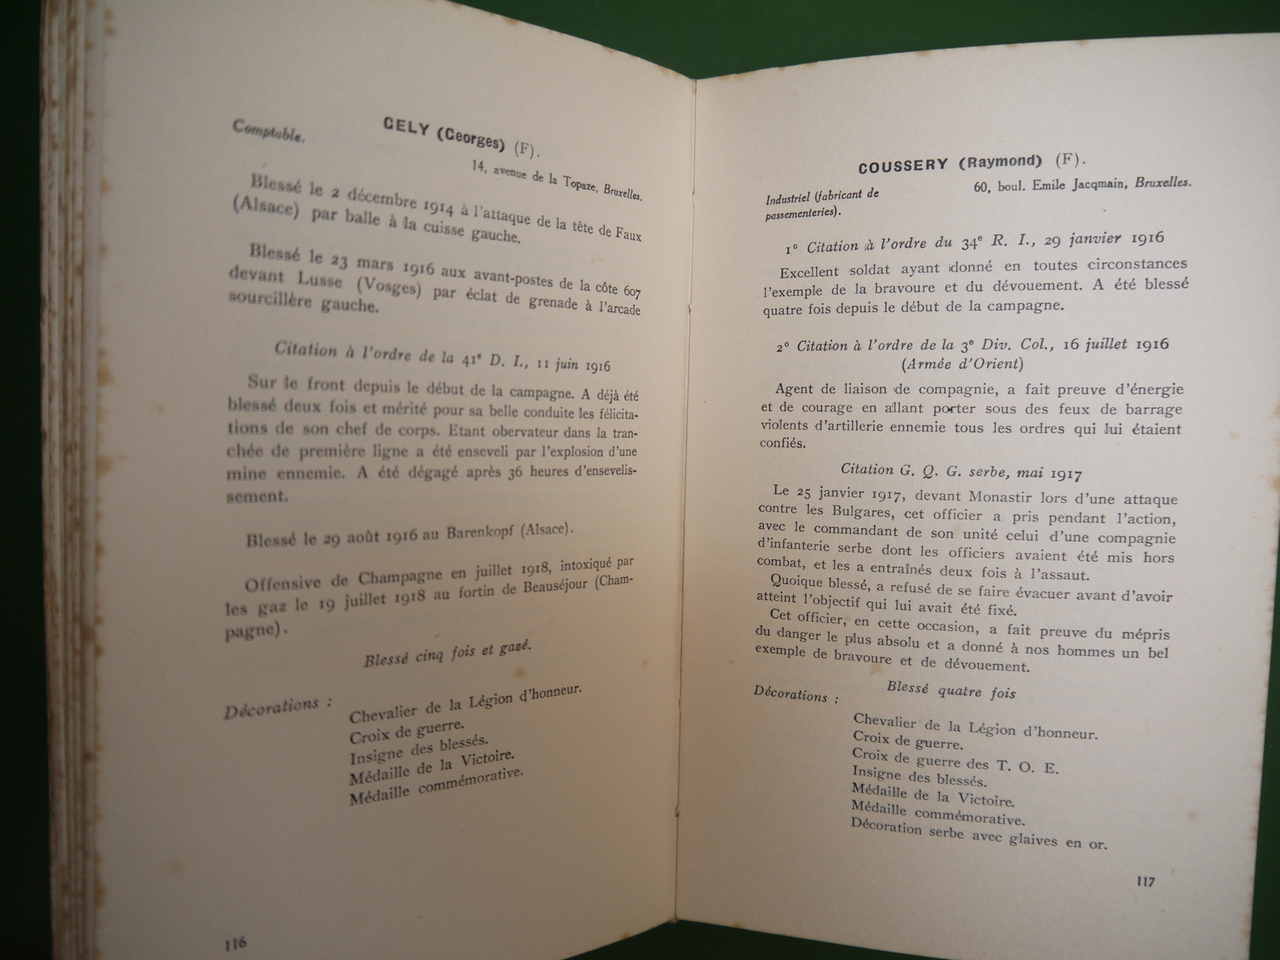 GELY (Georges) (F).
Comptable.
14, avenue de la Topaze, Bruxelles.
Blessé le 2 décembre 1914 à l'attaque de la tête de Faux
(Alsace) par balle à la cuisse gauche.
Blessé le 23 mars 1916 aux avant-postes de la côte 607
devant Lusse (Vosges) par éclat de grenade à l'arcade
sourcillère gauche.
Citation à l'ordre de la 41e D. I., 11 juin 1916
Sur le front depuis le début de la campagne. A déjà été
blessé deux fois et mérité pour sa belle conduite les félicita-
tions de son chef de corps. Etant obervateur dans la tran-
chée de première ligne a été enseveli par l'explosion d'une
mine ennemie. A été dégagé après 36 heures d'ensevelis-
sement.
Blessé le 29 août 1916 au Barenkopf (Alsace).
Offensive de Champagne en juillet 1918, intoxiqué par
les gaz le 19 juillet 1918 au fortin de Beauséjour (Cham-
pagne).
Blessé cinq fois et gazé.
Décorations :
Chevalier de la Légion d'honneur.
Croix de guerre.
Insigne des blessés.
Médaille de la Victoire.
Médaille commémorative.
116
COUSSERY (Raymond) (F).
Industriel (fabricant de
passementeries).
60, boul. Emile Jacqmain, Bruxelles.
1° Citation à l'ordre du 34e R. I., 29 janvier 1916
Excellent soldat ayant donné en toutes circonstances
l'exemple de la bravoure et du dévouement. A été blessé
quatre fois depuis le début de la campagne.
2° Citation à l'ordre de la 3e Div. Col., 16 juillet 1916
(Armée d'Orient)
Agent de liaison de compagnie, a fait preuve d'énergie
et de courage en allant porter sous des feux de barrage
violents d'artillerie ennemie tous les ordres qui lui étaient
confiés.
Citation G. Q. G. serbe, mai 1917
Le 25 janvier 1917, devant Monastir lors d'une attaque
contre les Bulgares, cet officier a pris pendant l'action,
avec le commandant de son unité celui d'une compagnie
d'infanterie serbe dont les officiers avaient été mis hors
combat, et les a entraînés deux fois à l'assaut.
Quoique blessé, a refusé de se faire évacuer avant d'avoir
atteint l'objectif qui lui avait été fixé.
Cet officier, en cette occasion, a fait preuve du mépris
du danger le plus absolu et a donné à nos hommes un bel
exemple de bravoure et de dévouement.
Blessé quatre fois
Décorations :
Chevalier de la Légion d'honneur.
Croix de guerre.
Croix de guerre des T. O. E.
Insigne des blessés.
Médaille de la Victoire.
Médaille commémorative.
Décoration serbe avec glaives en or.
117